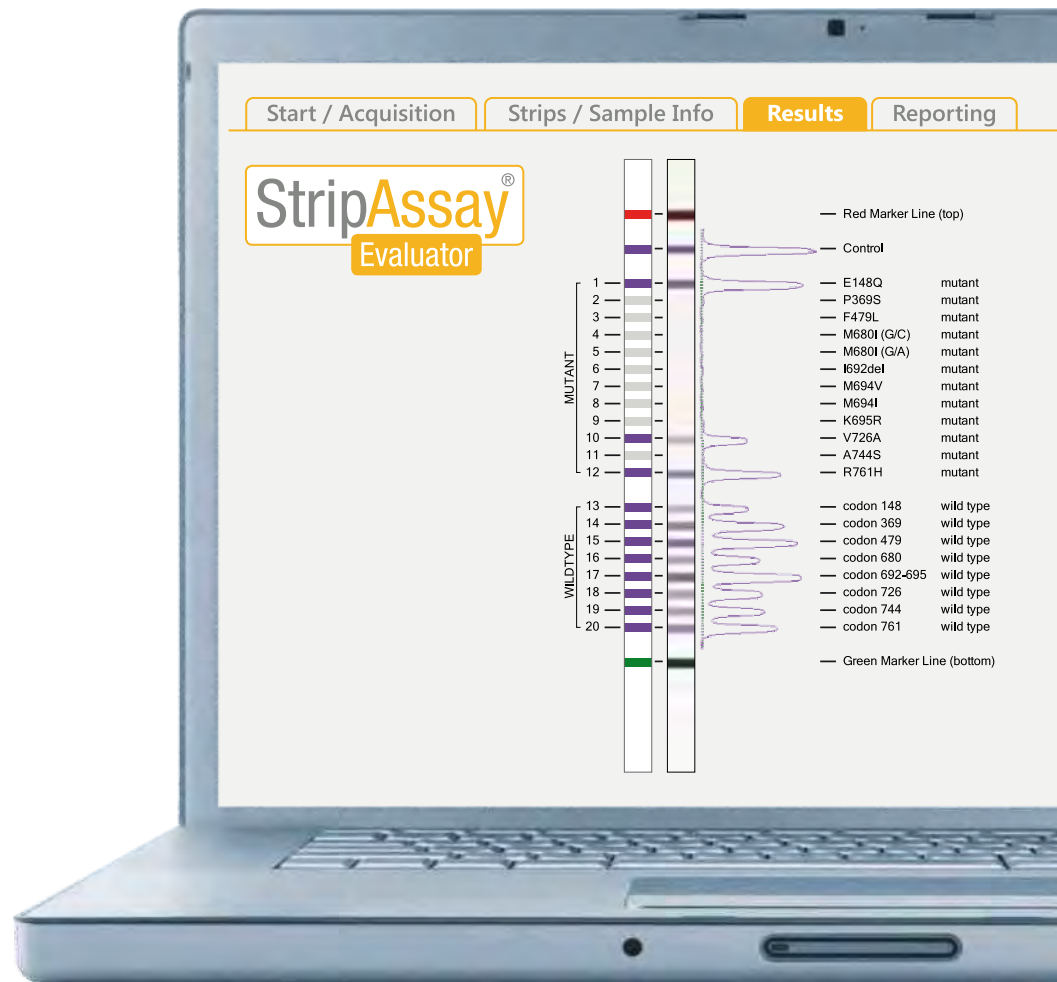 Start / Acquisition Strips / Sample Info Results Reporting
StripAssay®
Evaluator
Red Marker Line (top)
Control
MUTANT
1 E148Q mutant
2 P369S mutant
3 F479L mutant
4 M680I (G/C) mutant
5 M680I (G/A) mutant
6 I692del mutant
7 M694V mutant
8 M694I mutant
9 K695R mutant
10 V726A mutant
11 A744S mutant
12 R761H mutant
WILDTYPE
13 codon 148 wild type
14 codon 369 wild type
15 codon 479 wild type
16 codon 680 wild type
17 codon 692-695 wild type
18 codon 726 wild type
19 codon 744 wild type
20 codon 761 wild type
Green Marker Line (bottom)